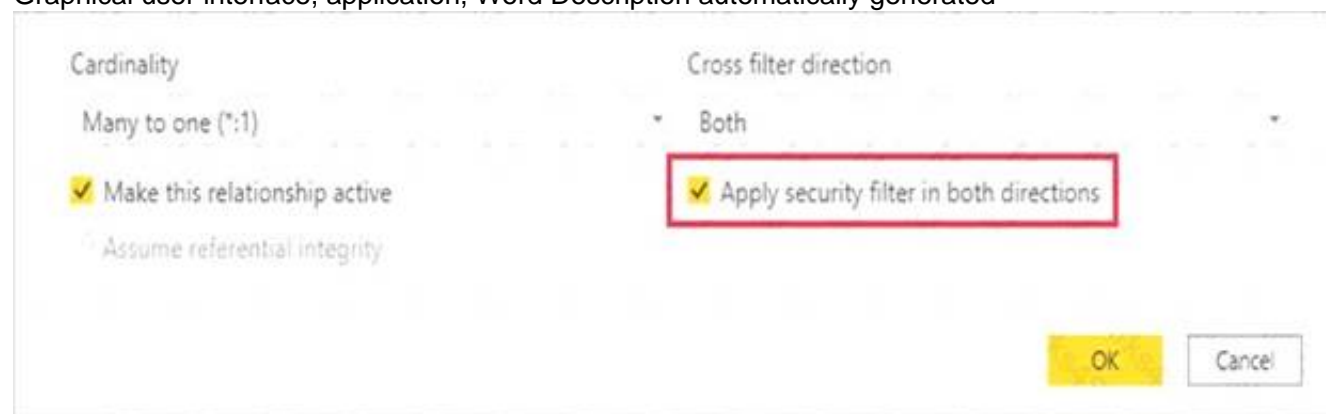 Graphical user interface, application, Word Description automatically generated
Cardinality
Cross filter direction
Many to one (*:1)
Both
Make this relationship active
Apply security filter in both directions
Assume referential integrity
OK
Cancel